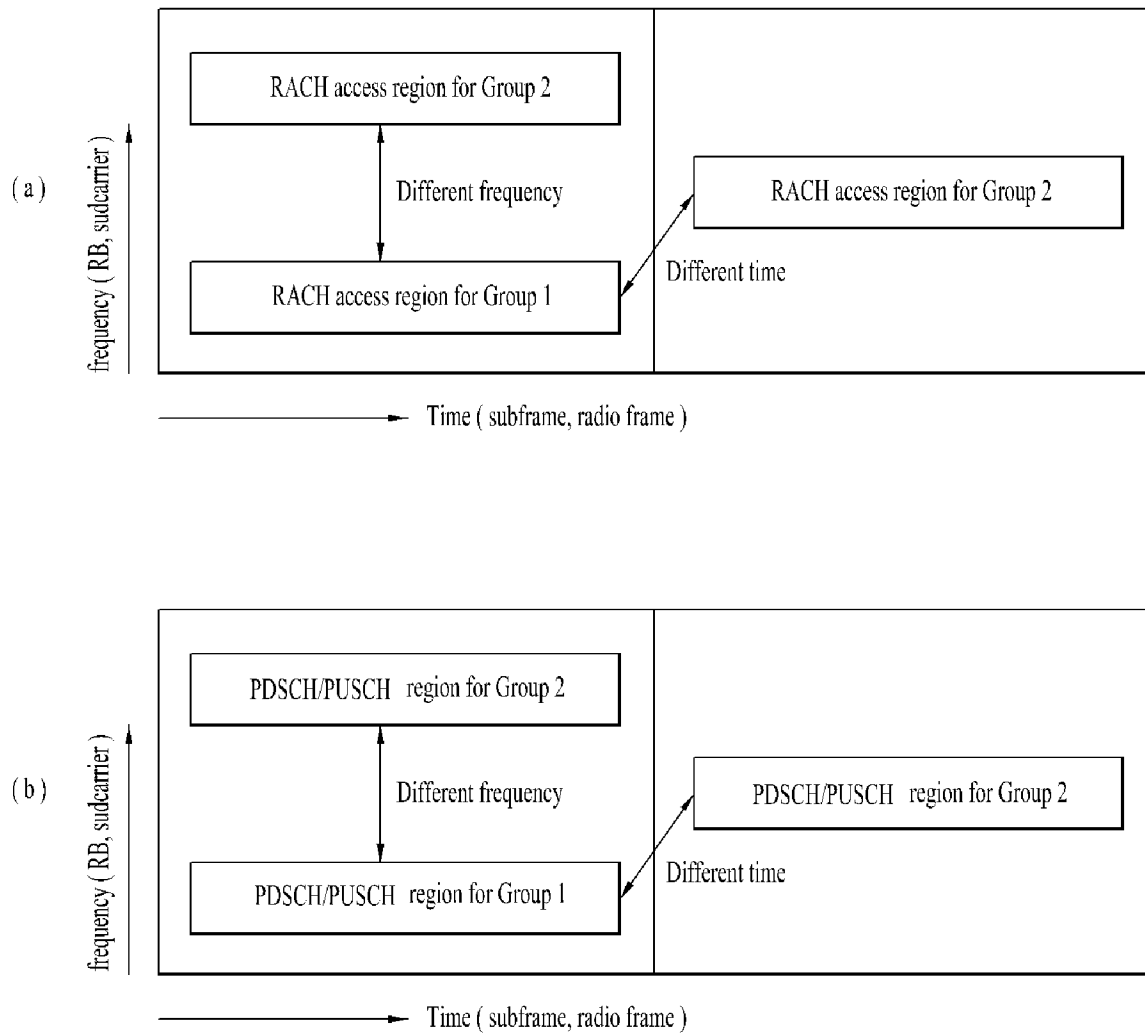 ( a )
frequency ( RB, sudcarrier )
RACH access region for Group 2
Different frequency
RACH access region for Group 1
RACH access region for Group 2
Different time
Time ( subframe, radio frame )
( b )
frequency ( RB, sudcarrier )
PDSCH/PUSCH region for Group 2
Different frequency
PDSCH/PUSCH region for Group 1
PDSCH/PUSCH region for Group 2
Different time
Time ( subframe, radio frame )